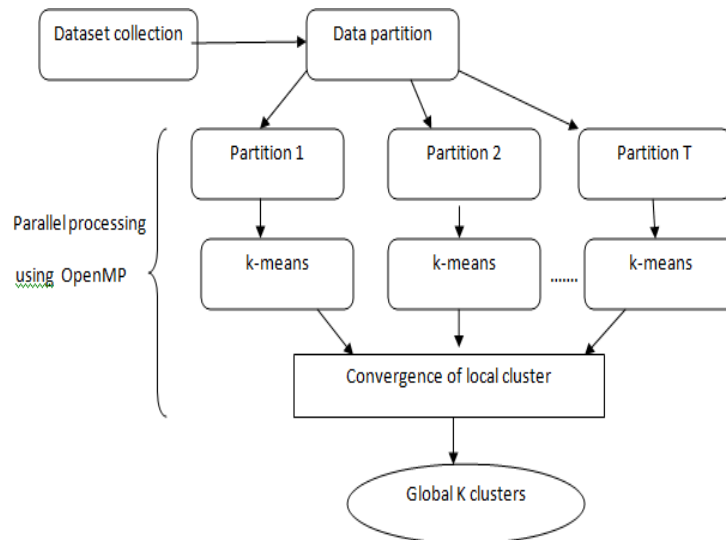 Dataset collection
Data partition
Partition 1
Partition 2
Partition T
Parallel processing
using OpenMP
k-means
k-means
.......
k-means
Convergence of local cluster
Global K clusters